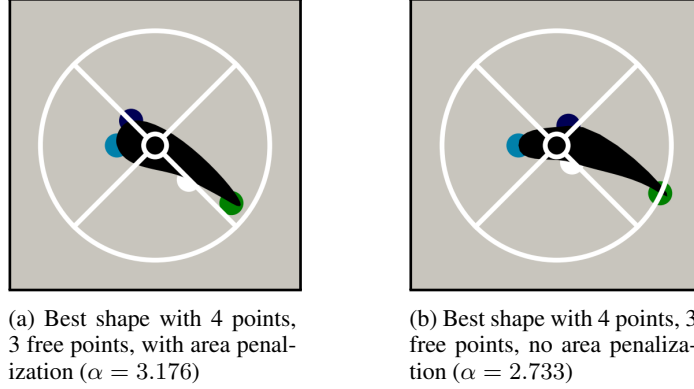 (a) Best shape with 4 points,
3 free points, with area penal-
ization (α = 3.176)
(b) Best shape with 4 points, 3
free points, no area penaliza-
tion (α = 2.733)